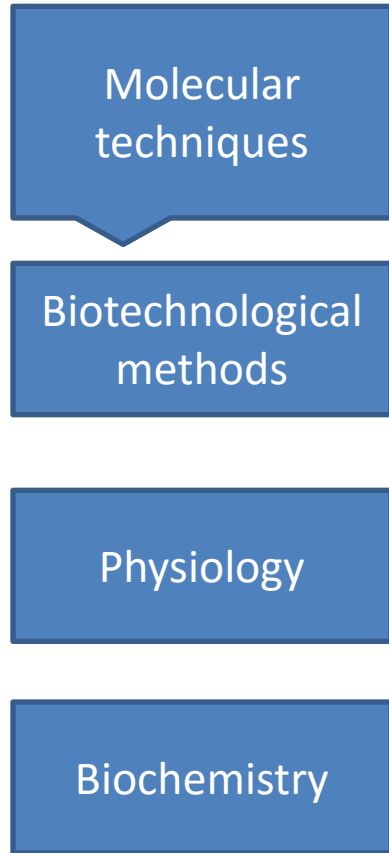 Molecular
techniques
Biotechnological
methods
Physiology
Biochemistry